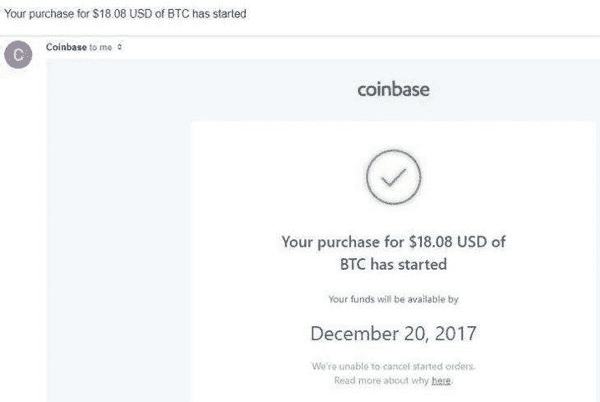 Your purchase for $18.08 USD of BTC has started
C
Coinbase to me
coinbase
Your purchase for $18.08 USD of
BTC has started
Your funds will be available by
December 20, 2017
We're unable to cancel started orders.
Read more about why here.